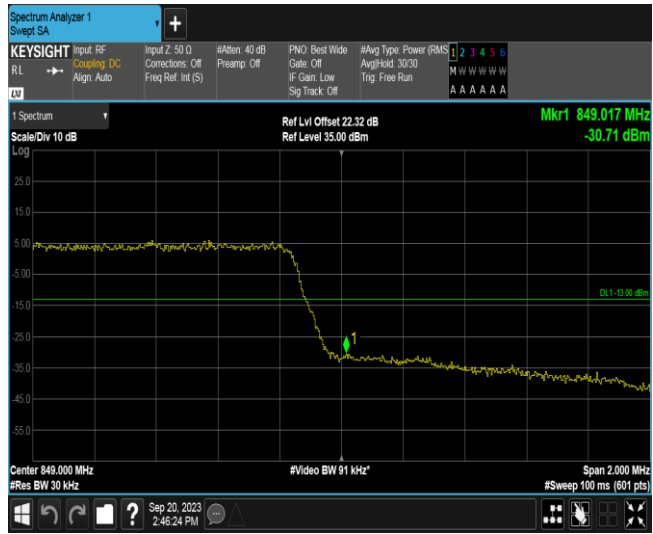 Spectrum Analyzer 1
Swept SA
+
KEYSIGHT Input: RF Input Z: 50 Ω #Atten: 40 dB PNO: Best Wide #Avg Type: Power (RMS 1 2 3 4 5 6
RL Coupling: DC Corrections: Off Preamp: Off Gate: Off Avg|Hold: 30/30 M W W W W W
Align: Auto Freq Ref: Int (S) IF Gain: Low Trig: Free Run
LXI Sig Track: Off A A A A A A
1 Spectrum Ref Lvl Offset 22.32 dB Mkr1 849.017 MHz
Scale/Div 10 dB Ref Level 35.00 dBm -30.71 dBm
Log
25.0
15.0
5.00
-5.00
DL1 -13.00 dBm
-15.0
-25.0
1
-35.0
-45.0
-55.0
Center 849.000 MHz #Video BW 91 kHz* Span 2.000 MHz
#Res BW 30 kHz #Sweep 100 ms (601 pts)
? Sep 20, 2023
2:46:24 PM